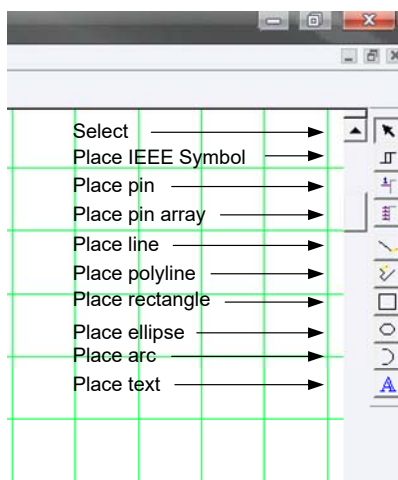 Select
Place IEEE Symbol
Place pin
Place pin array
Place line
Place polyline
Place rectangle
Place ellipse
Place arc
Place text